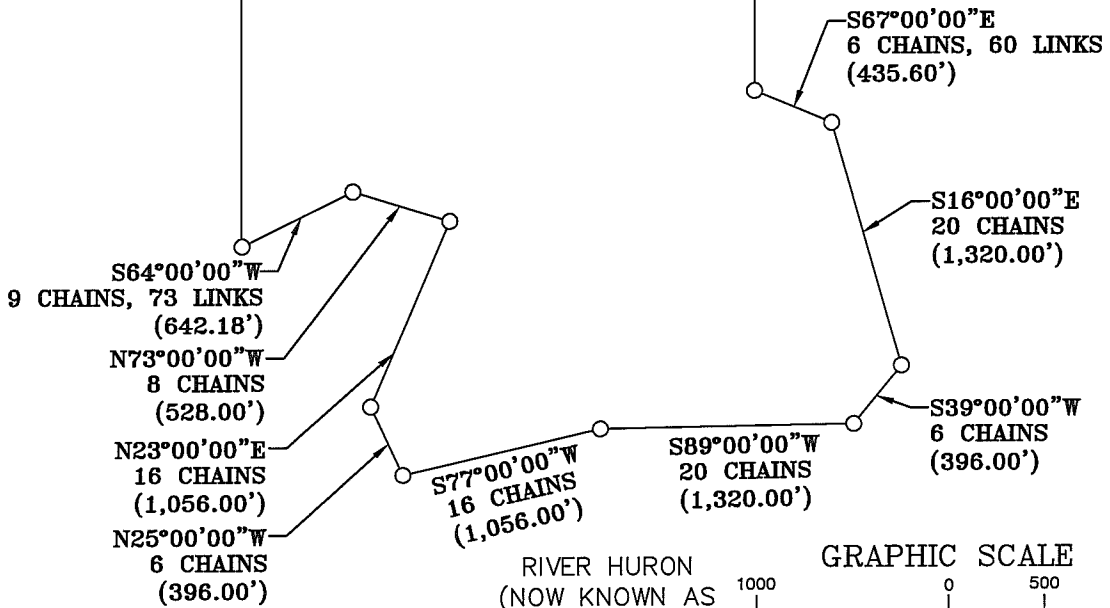 S67°00'00"E
6 CHAINS, 60 LINKS
(435.60')
S16°00'00"E
20 CHAINS
(1,320.00')
S64°00'00"W
9 CHAINS, 73 LINKS
(642.18')
N73°00'00"W
8 CHAINS
(528.00')
N23°00'00"E
16 CHAINS
(1,056.00')
N25°00'00"W
6 CHAINS
(396.00')
S77°00'00"W
16 CHAINS
(1,056.00')
S89°00'00"W
20 CHAINS
(1,320.00')
S39°00'00"W
6 CHAINS
(396.00')
RIVER HURON
(NOW KNOWN AS
GRAPHIC SCALE
1000 0 500